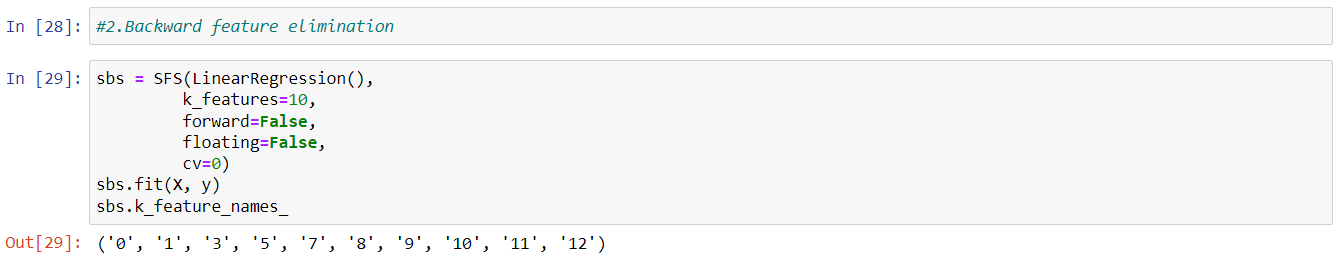 In [28]: #2.Backward feature elimination
In [29]: sbs = SFS(LinearRegression(),
k_features=10,
forward=False,
floating=False,
cv=0)
sbs.fit(X, y)
sbs.k_feature_names_
Out[29]: ('0', '1', '3', '5', '7', '8', '9', '10', '11', '12')